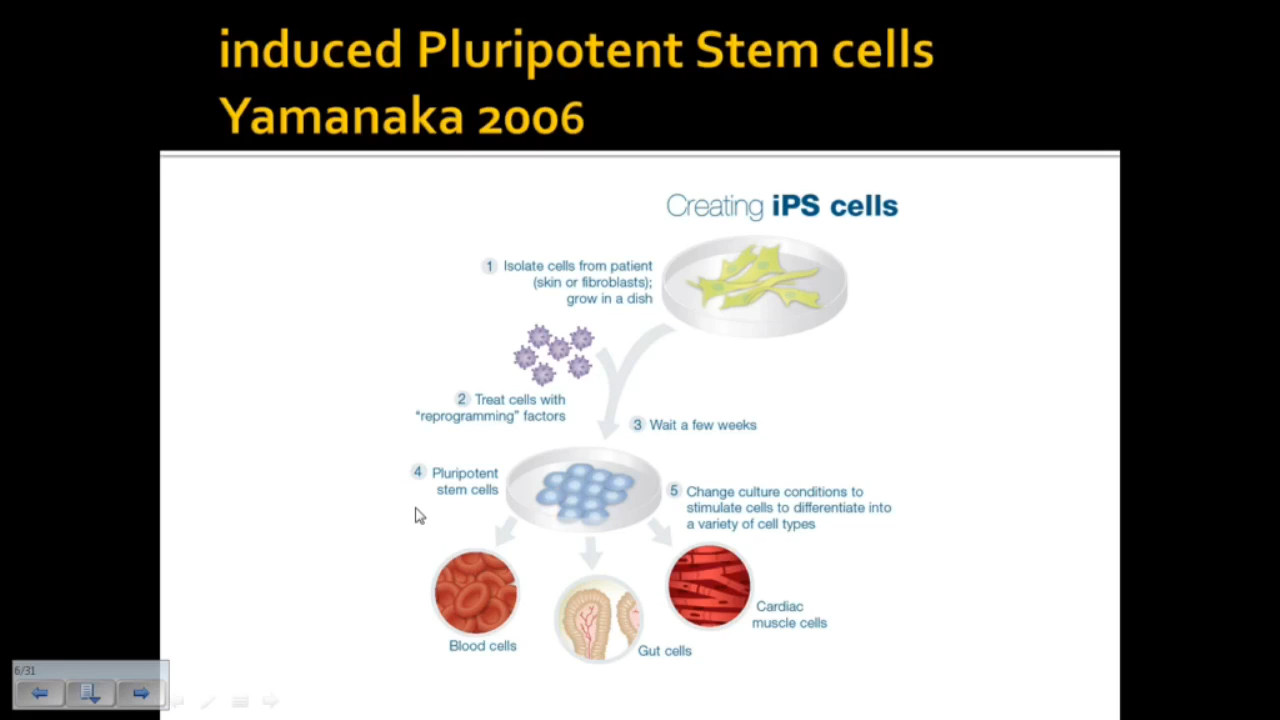 induced Pluripotent Stem cells
Yamanaka 2006
Creating iPS cells
1 Isolate cells from patient
(skin or fibroblasts);
grow in a dish
2 Treat cells with
"reprogramming" factors
3 Wait a few weeks
4 Pluripotent
stem cells
5 Change culture conditions to
stimulate cells to differentiate into
a variety of cell types
Cardiac
muscle cells
Blood cells
Gut cells
6/31